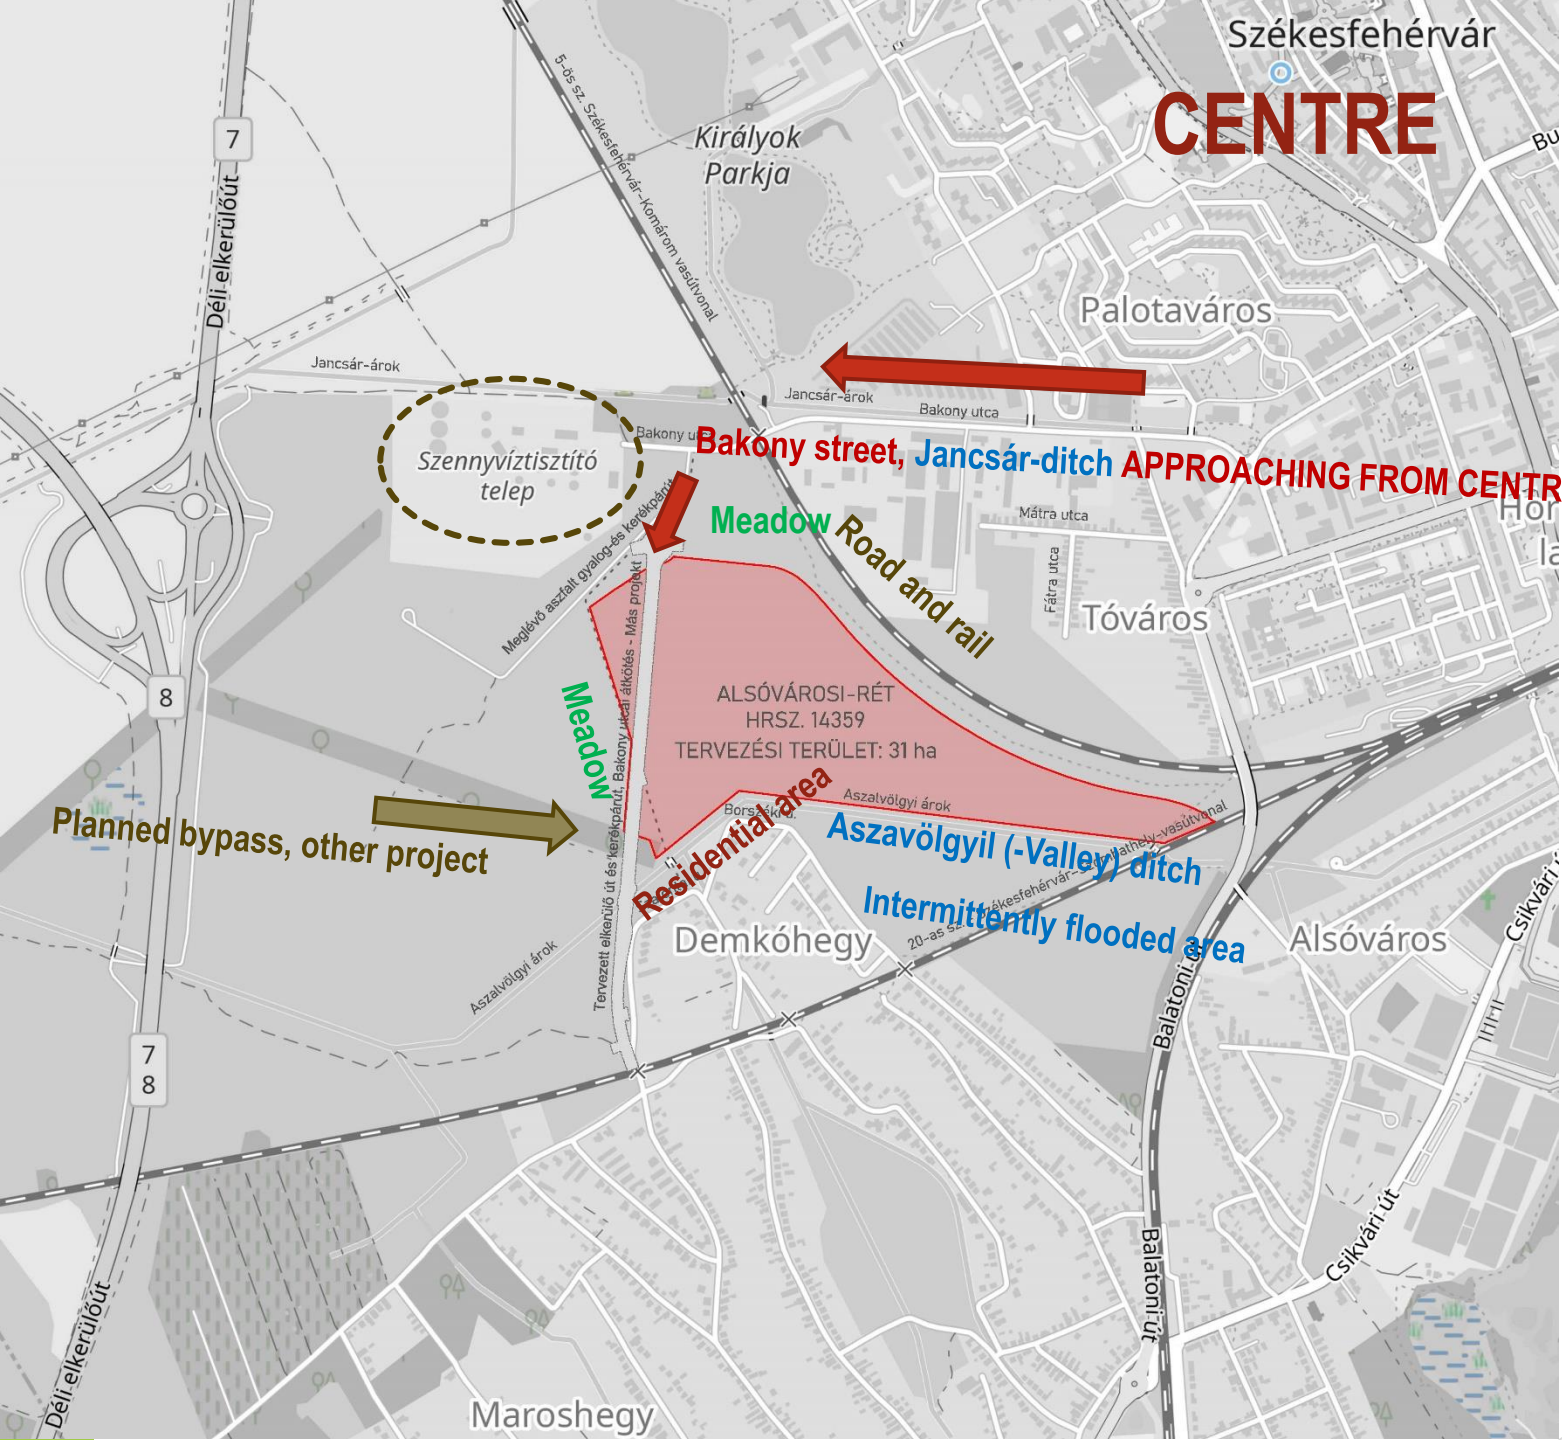 Székesfehérvár
CENTRE
7
Déli elkerülőút
5-ös sz. Székesfehérvár-Komárom vasútvonal
Királyok
Parkja
Palotaváros
Jancsár-árok
Jancsár-árok
Bakony utca
Bakony
Bakony street, Jancsár-ditch APPROACHING FROM CENTR
Szennyvíztisztító
telep
Meadow
Road and rail
Mátra utca
Fátra utca
Tóváros
Meglévő aszfalt gyalog-és kerékpárút
8
Meadow
ALSÓVÁROSI-RÉT
HRSZ. 14359
TERVEZÉSI TERÜLET: 31 ha
Tervezett elkerülő út és kerékpárút, Bakony utcai átkötés - Más projekt
Planned bypass, other project
Residential area
Borszéki u.
Aszalvölgyi árok
Aszavölgyil (-Valley) ditch
Intermittently flooded area
20-as sz.
Demkóhegy
Alsóváros
Aszalvölgyi árok
Balatoni út
Csikvári
7
8
Csikvári út
Balatoni út
Déli elkerülőút
Maroshegy